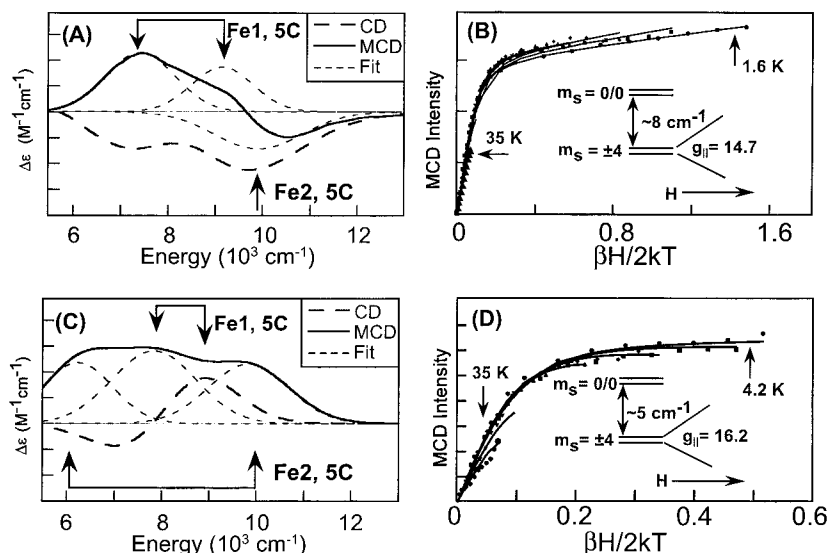 (A)
Fe1, 5C
CD
MCD
Fit
Δε (M⁻¹cm⁻¹)
Fe2, 5C
6 8 10 12
Energy (10³ cm⁻¹)
(B)
MCD Intensity
1.6 K
mS = 0/0
~8 cm⁻¹
35 K
mS = ±4
g|| = 14.7
H
0 0.8 1.6
βH/2kT
(C)
Fe1, 5C
CD
MCD
Fit
Δε (M⁻¹cm⁻¹)
Fe2, 5C
6 8 10 12
Energy (10³ cm⁻¹)
(D)
MCD Intensity
35 K
mS = 0/0
4.2 K
~5 cm⁻¹
mS = ±4
g|| = 16.2
H
0 0.2 0.4 0.6
βH/2kT